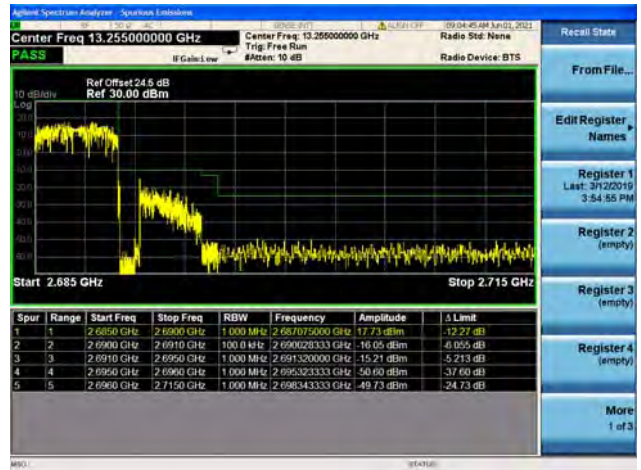 Agilent Spectrum Analyzer - Spurious Emissions
Center Freq 13.255000000 GHz
PASS
IFGain:Low
SENSE:INT
ALIGN OFF
09:04:45 AM Jun 01, 2021
Center Freq: 13.255000000 GHz
Radio Std: None
Trig: Free Run
#Atten: 10 dB
Radio Device: BTS
Ref Offset 24.5 dB
10 dB/div
Ref 30.00 dBm
Log
Start 2.685 GHz
Stop 2.715 GHz
Spur Range Start Freq Stop Freq RBW Frequency Amplitude Δ Limit
1 1 2.6850 GHz 2.6900 GHz 1.000 MHz 2.687075000 GHz 17.73 dBm -12.27 dB
2 2 2.6900 GHz 2.6910 GHz 100.0 kHz 2.690028333 GHz -16.05 dBm -6.055 dB
3 3 2.6910 GHz 2.6950 GHz 1.000 MHz 2.691320000 GHz -15.21 dBm -5.213 dB
4 4 2.6950 GHz 2.6960 GHz 1.000 MHz 2.695323333 GHz -50.60 dBm -37.60 dB
5 5 2.6960 GHz 2.7150 GHz 1.000 MHz 2.698343333 GHz -49.73 dBm -24.73 dB
MSG
STATUS
Recall State
From File...
Edit Register
Names
Register 1
Last: 3/12/2019
3:54:55 PM
Register 2
(empty)
Register 3
(empty)
Register 4
(empty)
More
1 of 3